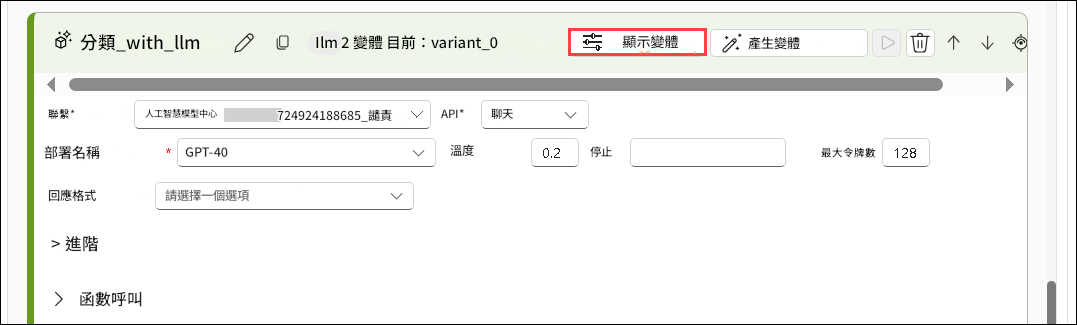 分類_with_llm Ilm 2 變體 目前：variant_0 顯示變體 產生變體
聯繫* 人工智慧模型中心 724924188685_譴責 API* 聊天
部署名稱 * GPT-40 溫度 0.2 停止 最大令牌數 128
回應格式 請選擇一個選項
> 進階
> 函數呼叫